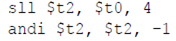 sll $t2, $t0, 4
andi $t2, $t2, -1